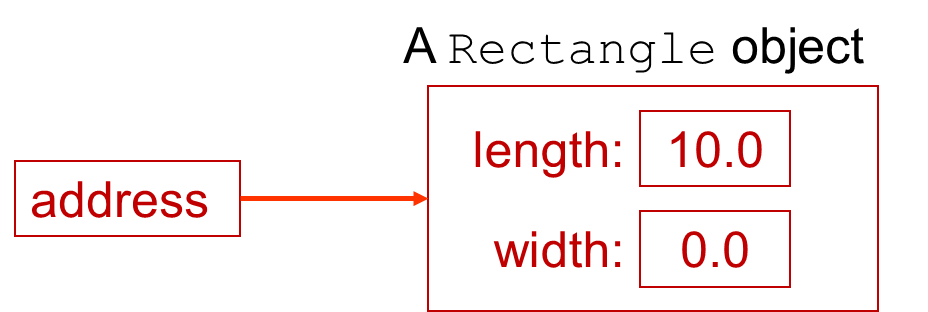 A Rectangle object
length: 10.0
address
width: 0.0